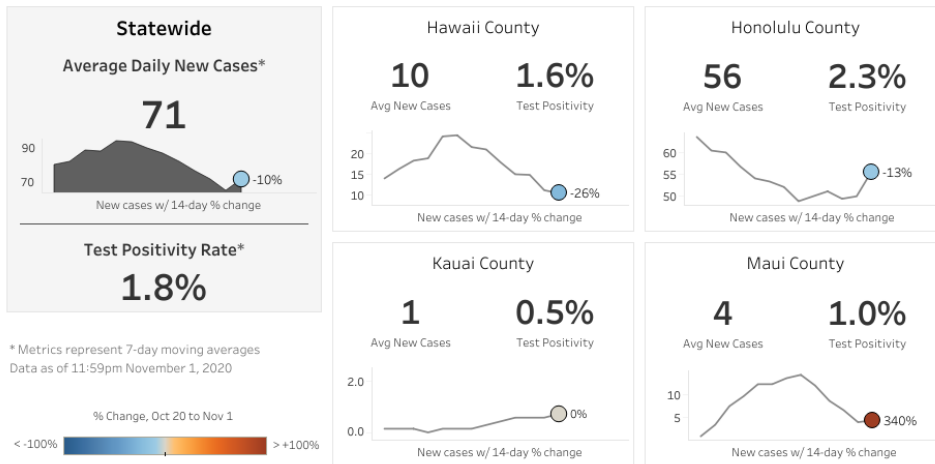 Statewide
Average Daily New Cases*
71
90
70
-10%
New cases w/ 14-day % change
Test Positivity Rate*
1.8%
* Metrics represent 7-day moving averages
Data as of 11:59pm November 1, 2020
% Change, Oct 20 to Nov 1
< -100%
> +100%
Hawaii County
10
1.6%
Avg New Cases
Test Positivity
20
15
10
-26%
New cases w/ 14-day % change
Honolulu County
56
2.3%
Avg New Cases
Test Positivity
60
55
50
-13%
New cases w/ 14-day % change
Kauai County
1
0.5%
Avg New Cases
Test Positivity
2.0
0.0
0%
New cases w/ 14-day % change
Maui County
4
1.0%
Avg New Cases
Test Positivity
10
5
340%
New cases w/ 14-day % change